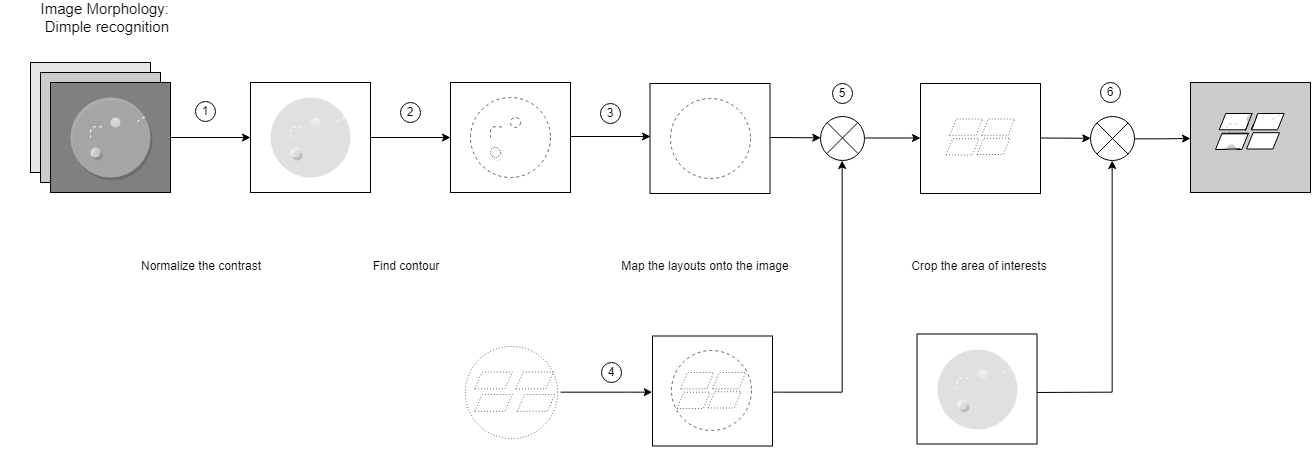 Image Morphology:
Dimple recognition
1
2
3
5
6
Normalize the contrast
Find contour
Map the layouts onto the image
Crop the area of interests
4